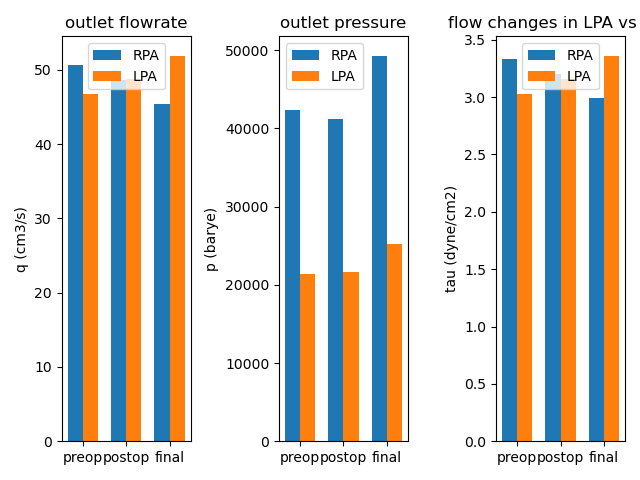 outlet flowrate
q (cm3/s)
50
40
30
20
10
0
RPA
LPA
preop
postop
final
outlet pressure
p (barye)
50000
40000
30000
20000
10000
0
RPA
LPA
preop
postop
final
flow changes in LPA vs
tau (dyne/cm2)
3.5
3.0
2.5
2.0
1.5
1.0
0.5
0.0
RPA
LPA
preop
postop
final